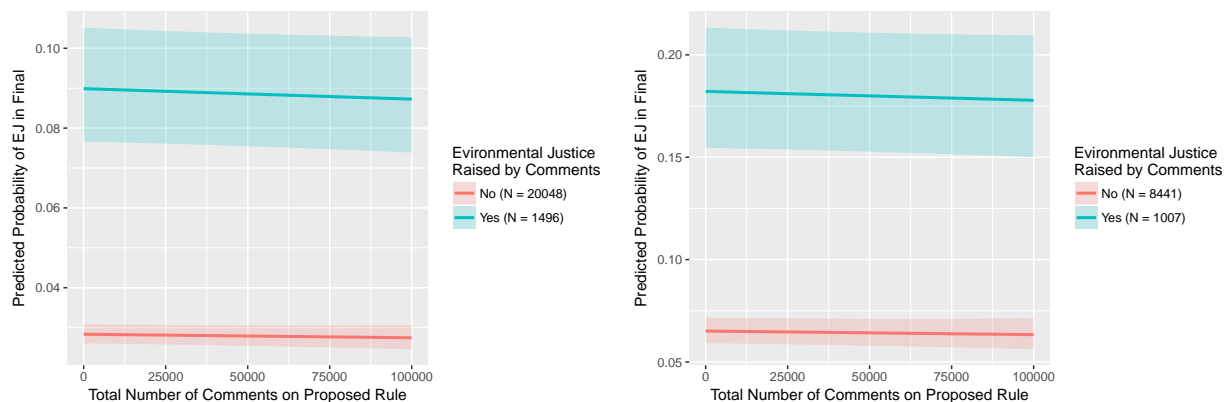 0.10
0.08
0.06
0.04
Predicted Probability of EJ in Final
0
25000
50000
75000
100000
Total Number of Comments on Proposed Rule
Evironmental Justice
Raised by Comments
No (N = 20048)
Yes (N = 1496)
0.20
0.15
0.10
0.05
Predicted Probability of EJ in Final
0
25000
50000
75000
100000
Total Number of Comments on Proposed Rule
Evironmental Justice
Raised by Comments
No (N = 8441)
Yes (N = 1007)